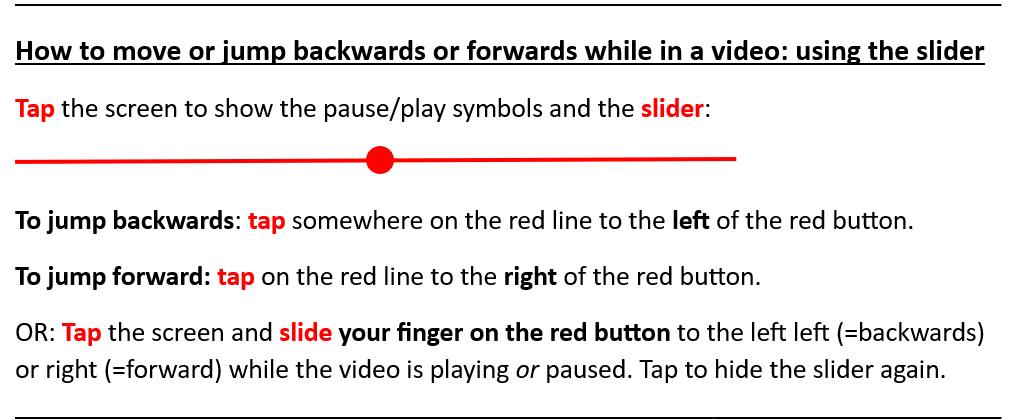 How to move or jump backwards or forwards while in a video: using the slider
Tap the screen to show the pause/play symbols and the slider:
To jump backwards: tap somewhere on the red line to the left of the red button.
To jump forward: tap on the red line to the right of the red button.
OR: Tap the screen and slide your finger on the red button to the left left (=backwards)
or right (=forward) while the video is playing or paused. Tap to hide the slider again.